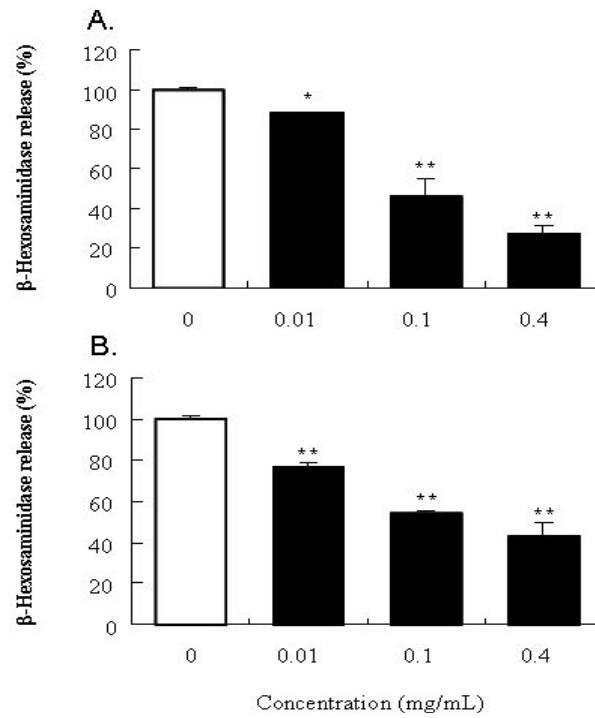 A.
β-Hexosaminidase release (%)
120
100
80
60
40
20
0
*
**
**
0 0.01 0.1 0.4
B.
β-Hexosaminidase release (%)
120
100
80
60
40
20
0
**
**
**
0 0.01 0.1 0.4
Concentration (mg/mL)